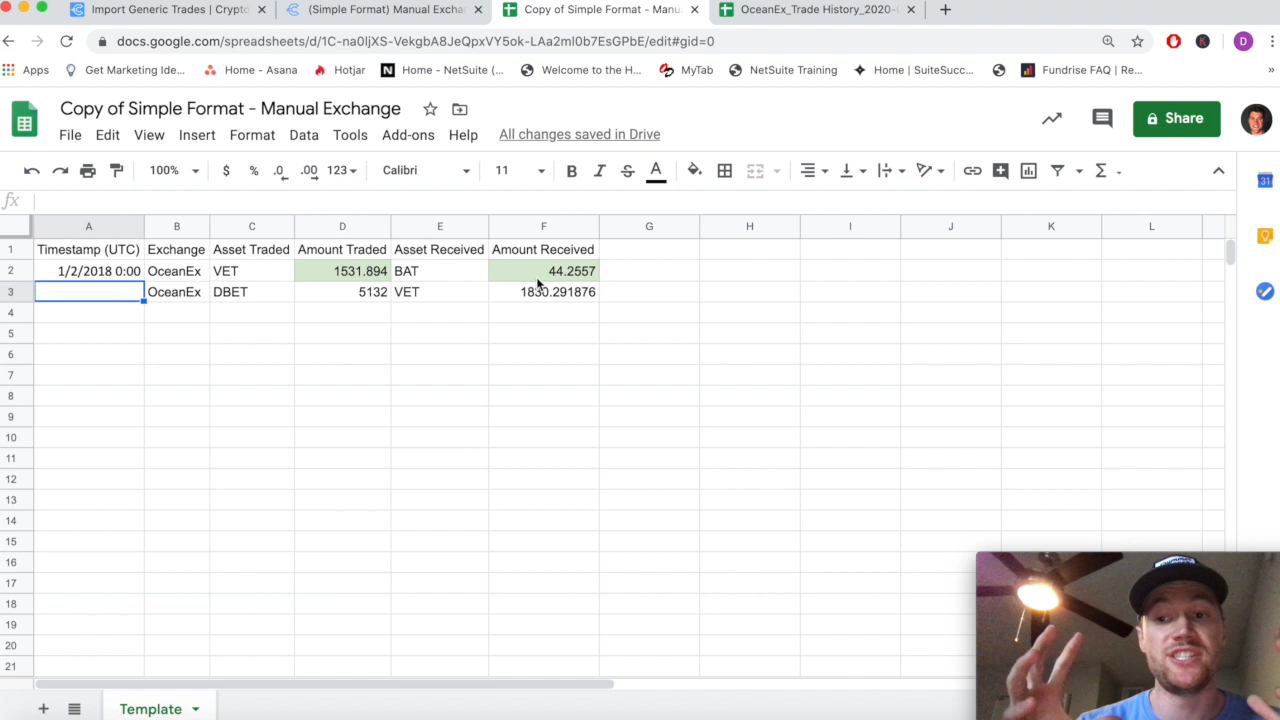 Import Generic Trades | Crypto
(Simple Format) Manual Exchan
Copy of Simple Format - Manu
OceanEx_Trade History_2020-
docs.google.com/spreadsheets/d/1C-na0ljXS-VekgbA8JeQpxVY5ok-LAa2ml0b7EsGPbE/edit#gid=0
D
Apps
Get Marketing Ide...
Home - Asana
Hotjar
N
Home - NetSuite (...
Welcome to the H...
MyTab
NetSuite Training
Home | SuiteSucc...
Fundrise FAQ | Re...
»
Copy of Simple Format - Manual Exchange
File Edit View Insert Format Data Tools Add-ons Help
All changes saved in Drive
Share
100% $ % .0 .00 123 Calibri 11 B I S A Σ
31
fx
A B C D E F G H I J K L
1 Timestamp (UTC) Exchange Asset Traded Amount Traded Asset Received Amount Received
2 1/2/2018 0:00 OceanEx VET 1531.894 BAT 44.2557
3 OceanEx DBET 5132 VET 1830.291876
4
5
6
7
8
9
10
11
12
13
14
15
16
17
18
19
20
21
Template